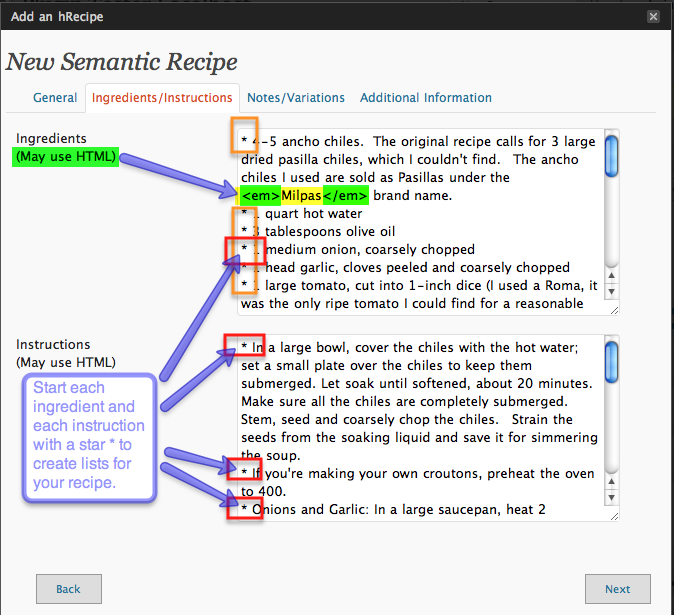 Add an hRecipe
New Semantic Recipe
General Ingredients/Instructions Notes/Variations Additional Information
Ingredients
(May use HTML)
* 4-5 ancho chiles.  The original recipe calls for 3 large
dried pasilla chiles, which I couldn't find.   The ancho
chiles I used are sold as Pasillas under the
<em>Milpas</em> brand name.
* 1 quart hot water
* 3 tablespoons olive oil
* 1 medium onion, coarsely chopped
* 1 head garlic, cloves peeled and coarsely chopped
* 1 large tomato, cut into 1-inch dice (I used a Roma, it
was the only ripe tomato I could find for a reasonable
Instructions
(May use HTML)
Start each
ingredient and
each instruction
with a star * to
create lists for
your recipe.
* In a large bowl, cover the chiles with the hot water;
set a small plate over the chiles to keep them
submerged. Let soak until softened, about 20 minutes.
Make sure all the chiles are completely submerged.
Stem, seed and coarsely chop the chiles.   Strain the
seeds from the soaking liquid and save it for simmering
the soup.
* If you're making your own croutons, preheat the oven
to 400.
* Onions and Garlic: In a large saucepan, heat 2
Back
Next